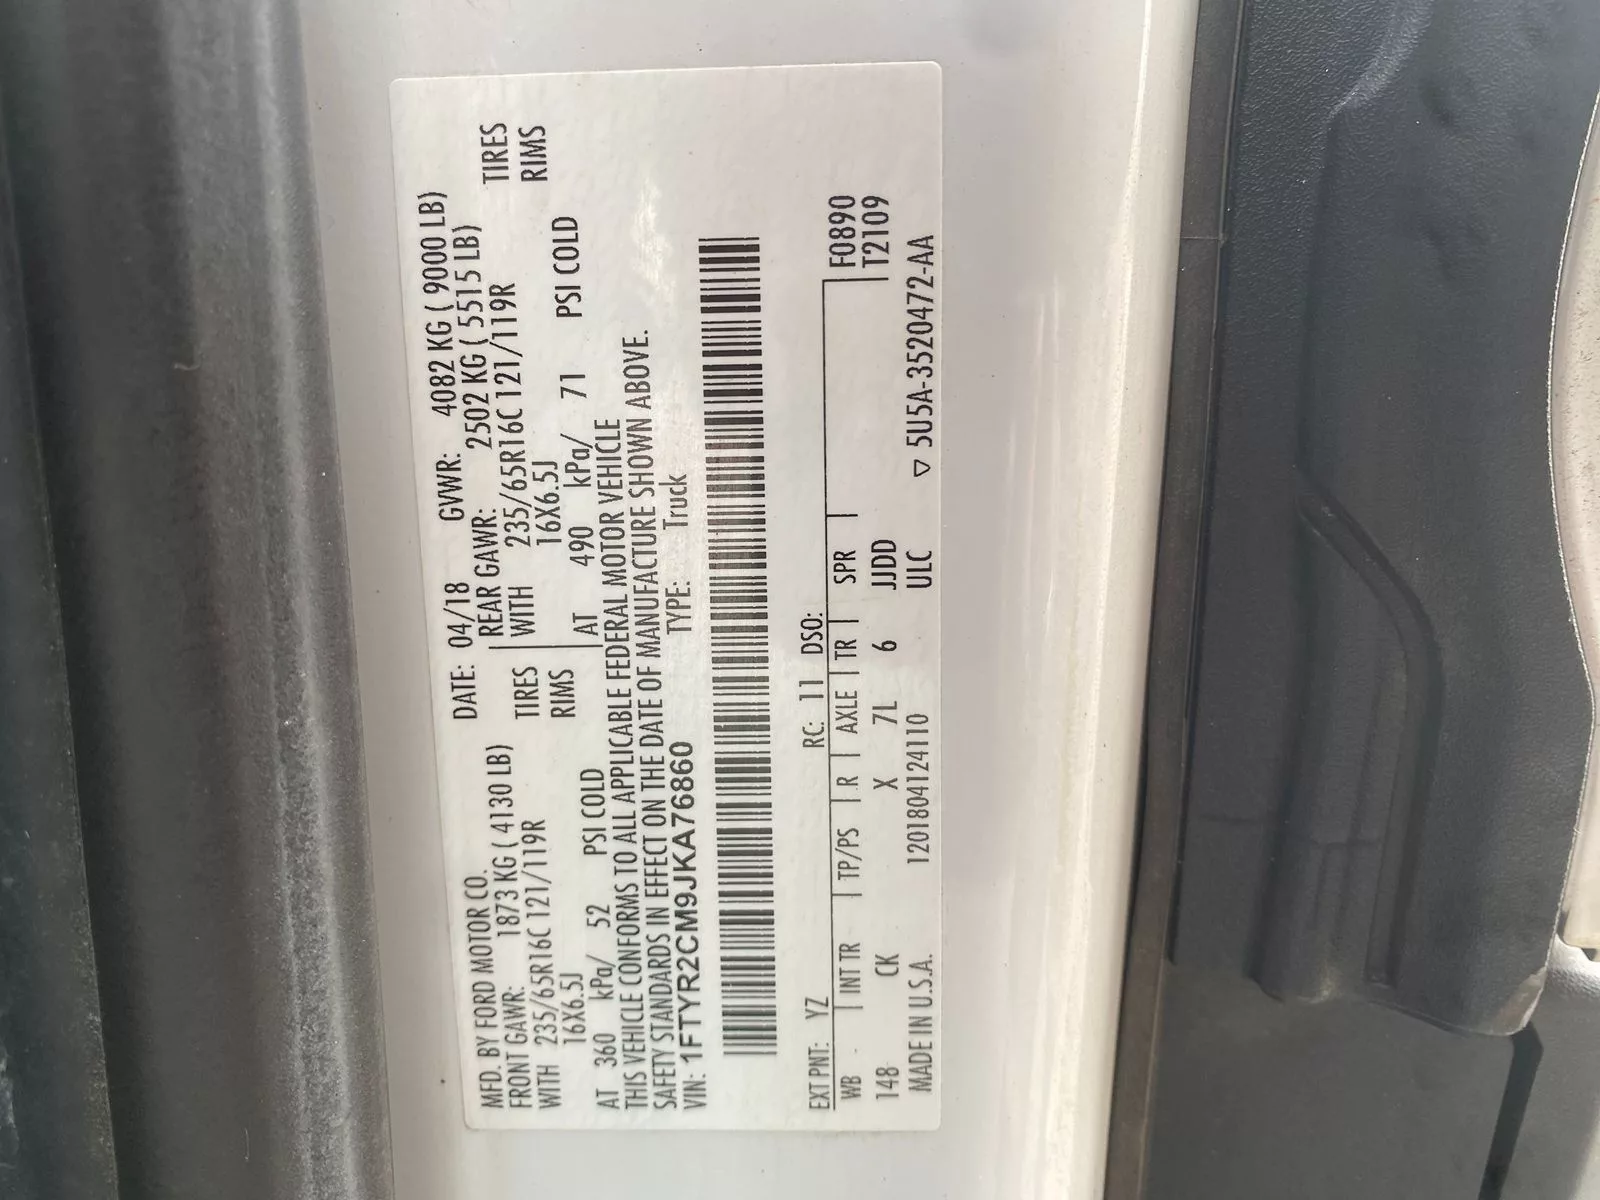 MFD. BY FORD MOTOR CO. DATE: 04/18 GVWR: 4082 KG ( 9000 LB)
FRONT GAWR: 1873 KG ( 4130 LB) REAR GAWR: 2502 KG ( 5515 LB)
WITH 235/65R16C 121/119R TIRES WITH 235/65R16C 121/119R TIRES
16X6.5J RIMS 16X6.5J RIMS
AT 360 kPa/ 52 PSI COLD AT 490 kPa/ 71 PSI COLD
THIS VEHICLE CONFORMS TO ALL APPLICABLE FEDERAL MOTOR VEHICLE
SAFETY STANDARDS IN EFFECT ON THE DATE OF MANUFACTURE SHOWN ABOVE.
VIN: 1FTYR2CM9JKA76860 TYPE: Truck
EXT PNT: YZ RC: 11 DSO:
WB INT TR TP/PS R AXLE TR SPR F0890
148 CK X 7L 6 JJDD T2109
MADE IN U.S.A. 120180412​4110 ULC ▽ 5U5A-3520472-AA